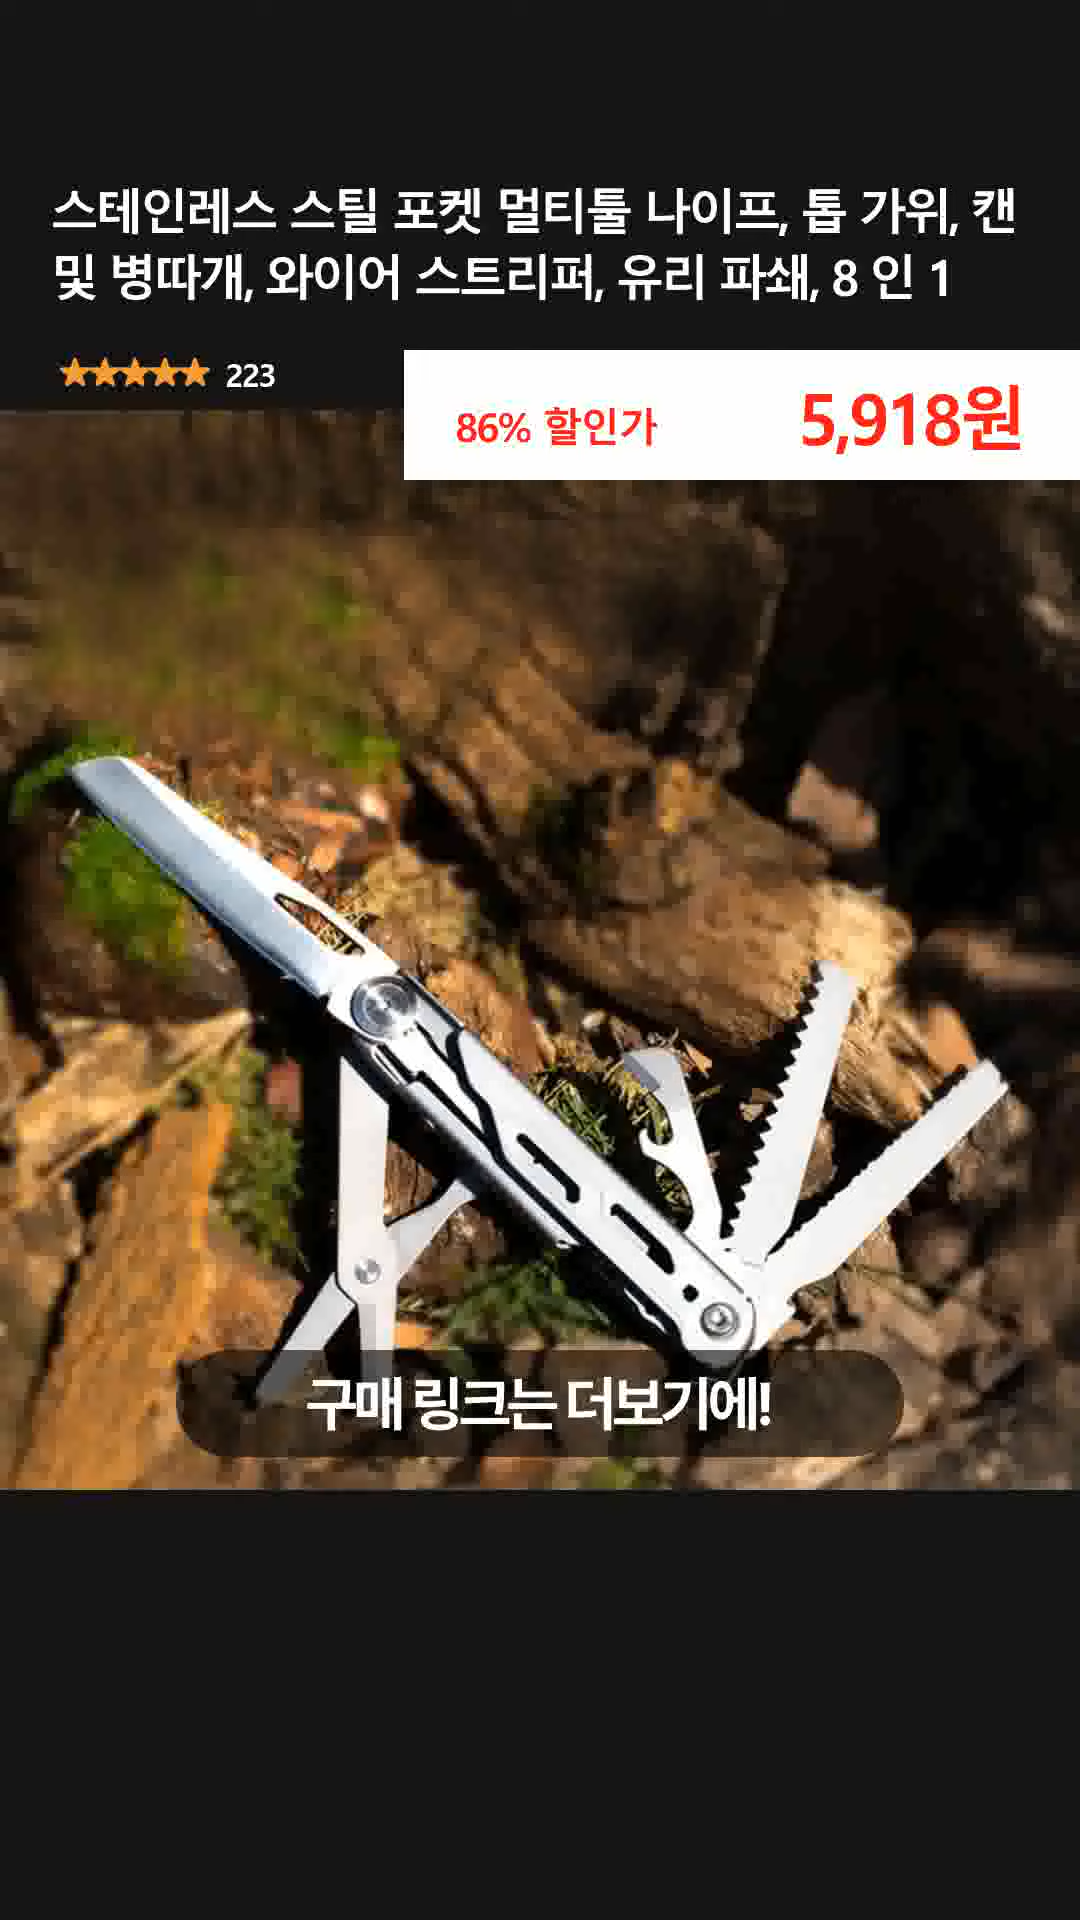 스테인레스 스틸 포켓 멀티툴 나이프, 톱 가위, 캔
및 병따개, 와이어 스트리퍼, 유리 파쇄, 8 인 1
223
86% 할인가
5,918원
구매 링크는 더보기에!